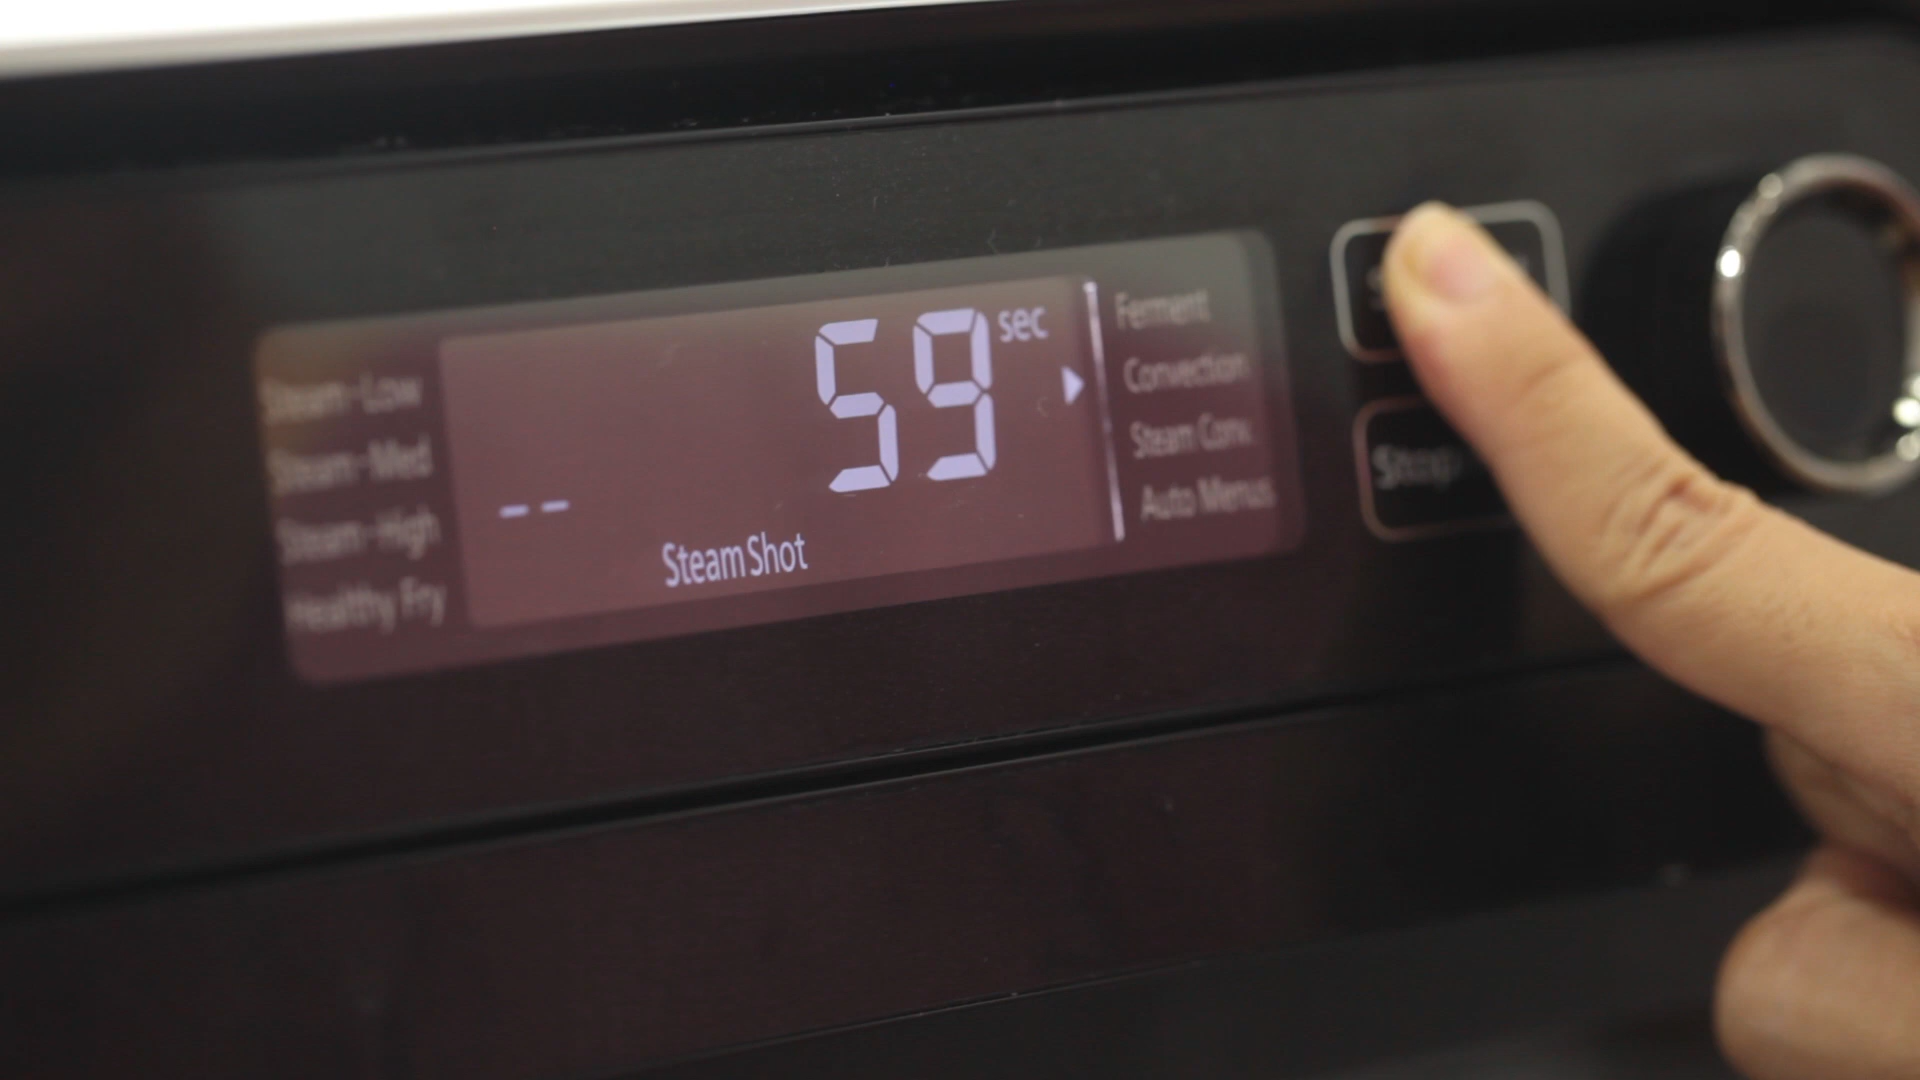 Steam-Low
Steam-Med
Steam-High
Healthy Fry
59 sec
--
Steam Shot
Ferment
Convection
Steam Conv.
Auto Menus
Stop